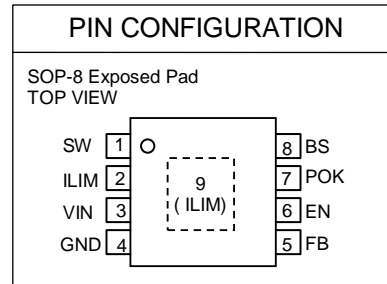 PIN CONFIGURATION
SOP-8 Exposed Pad
TOP VIEW
SW 1 8 BS
ILIM 2 7 POK
9
( ILIM)
VIN 3 6 EN
GND 4 5 FB